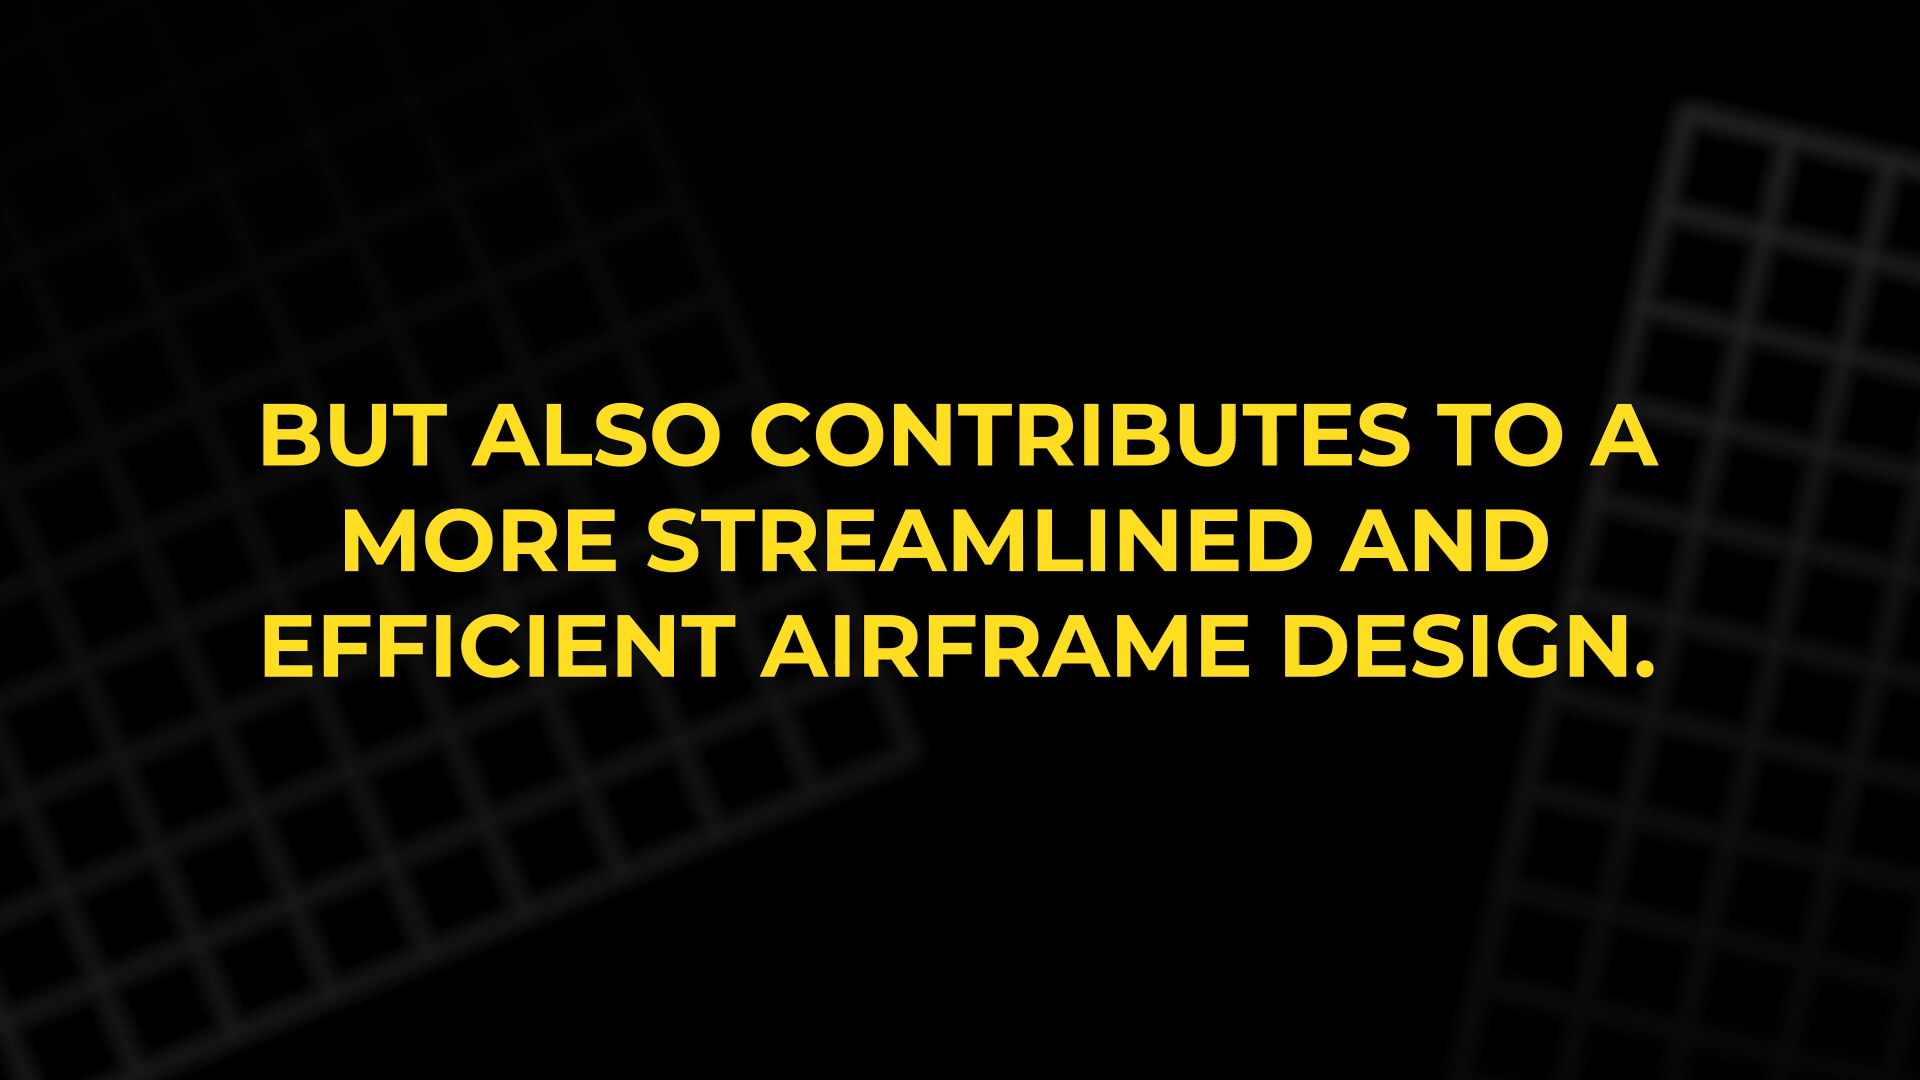 BUT ALSO CONTRIBUTES TO A
MORE STREAMLINED AND
EFFICIENT AIRFRAME DESIGN.